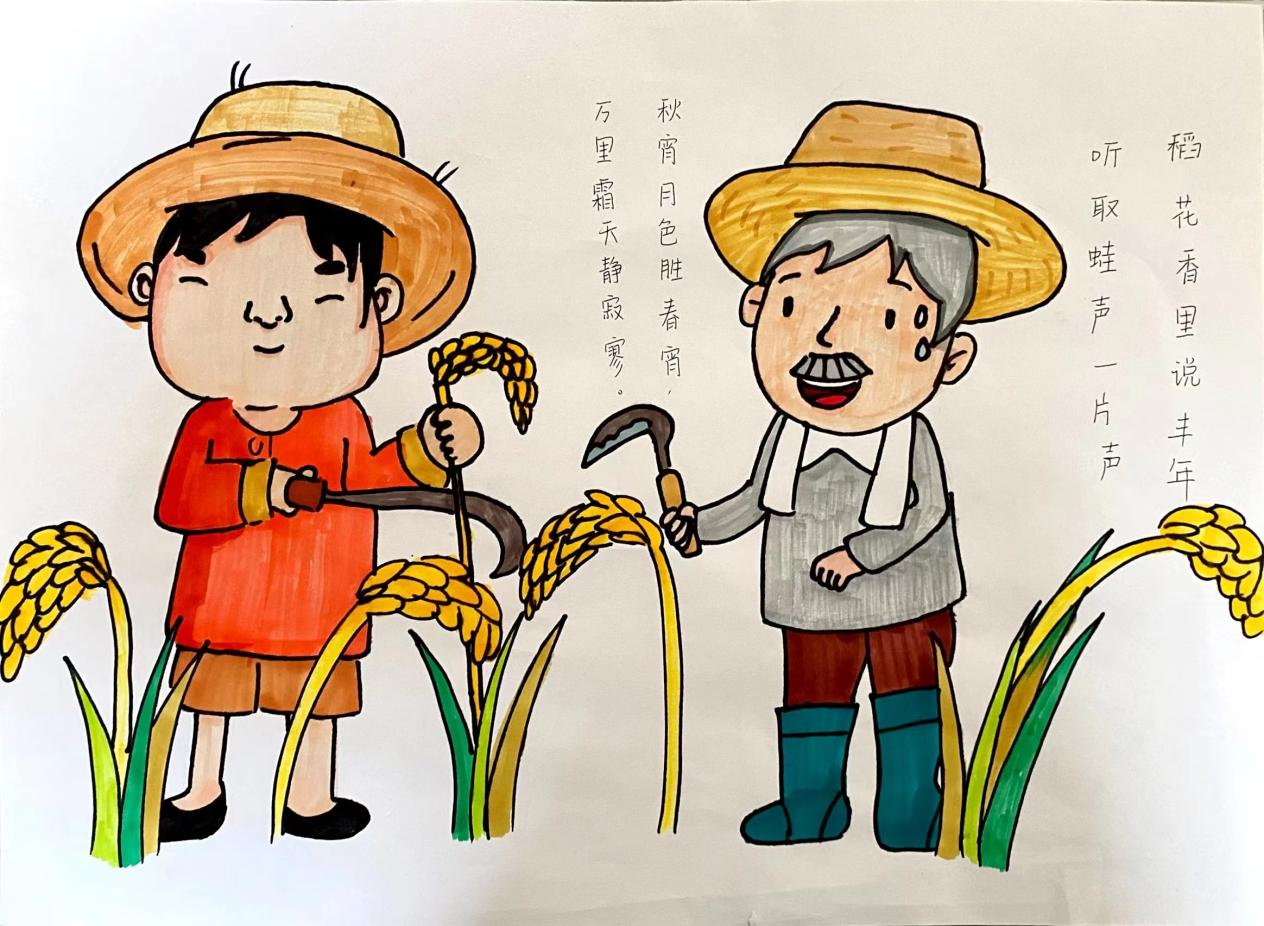 稻花香里说丰年
听取蛙声一片声
秋宵月色胜春宵，
万里霜天静寂寥。